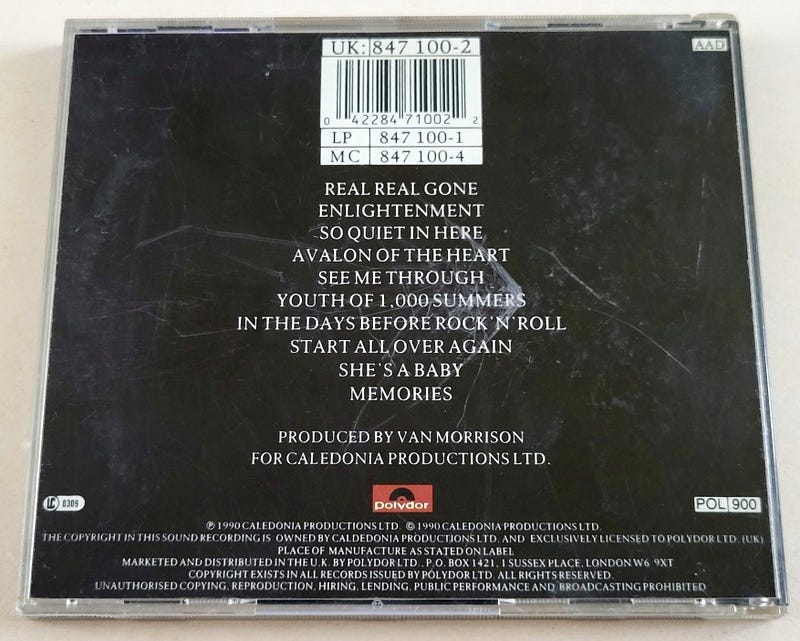 UK: 847 100-2
AAD
0 42284 71002 2
LP 847 100-1
MC 847 100-4
REAL REAL GONE
ENLIGHTENMENT
SO QUIET IN HERE
AVALON OF THE HEART
SEE ME THROUGH
YOUTH OF 1,000 SUMMERS
IN THE DAYS BEFORE ROCK 'N' ROLL
START ALL OVER AGAIN
SHE'S A BABY
MEMORIES
PRODUCED BY VAN MORRISON
FOR CALEDONIA PRODUCTIONS LTD.
LC 0309
polydor
POL 900
℗ 1990 CALEDONIA PRODUCTIONS LTD. © 1990 CALEDONIA PRODUCTIONS LTD.
THE COPYRIGHT IN THIS SOUND RECORDING IS OWNED BY CALDEDONIA PRODUCTIONS LTD. AND EXCLUSIVELY LICENSED TO POLYDOR LTD. (UK)
PLACE OF MANUFACTURE AS STATED ON LABEL
MARKETED AND DISTRIBUTED IN THE U.K. BY POLYDOR LTD., P.O. BOX 1421, 1 SUSSEX PLACE, LONDON W6 9XT
COPYRIGHT EXISTS IN ALL RECORDS ISSUED BY POLYDOR LTD. ALL RIGHTS RESERVED.
UNAUTHORISED COPYING, REPRODUCTION, HIRING, LENDING, PUBLIC PERFORMANCE AND BROADCASTING PROHIBITED